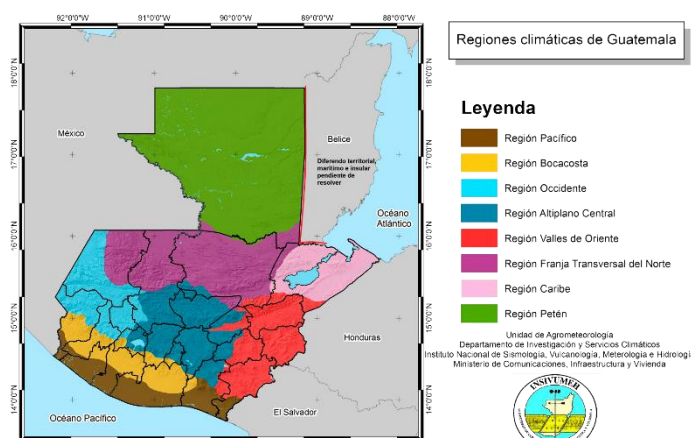 Regiones climáticas de Guatemala
92°0'0"W 91°0'0"W 90°0'0"W 89°0'0"W 88°0'0"W
18°0'0"N 18°0'0"N
17°0'0"N 17°0'0"N
16°0'0"N 16°0'0"N
15°0'0"N 15°0'0"N
14°0'0"N 14°0'0"N
México
Belice
Diferendo territorial,
marítimo e insular
pendiente de
resolver
Océano
Atlántico
Honduras
El Salvador
Océano Pacífico
Leyenda
Región Pacífico
Región Bocacosta
Región Occidente
Región Altiplano Central
Región Valles de Oriente
Región Franja Transversal del Norte
Región Caribe
Región Petén
Unidad de Agrometeorología
Departamento de Investigación y Servicios Climáticos
Instituto Nacional de Sismología, Vulcanología, Meterología e Hidrologí
Ministerio de Comunicaciones, Infraestructura y Vivienda
INSIVUMEH